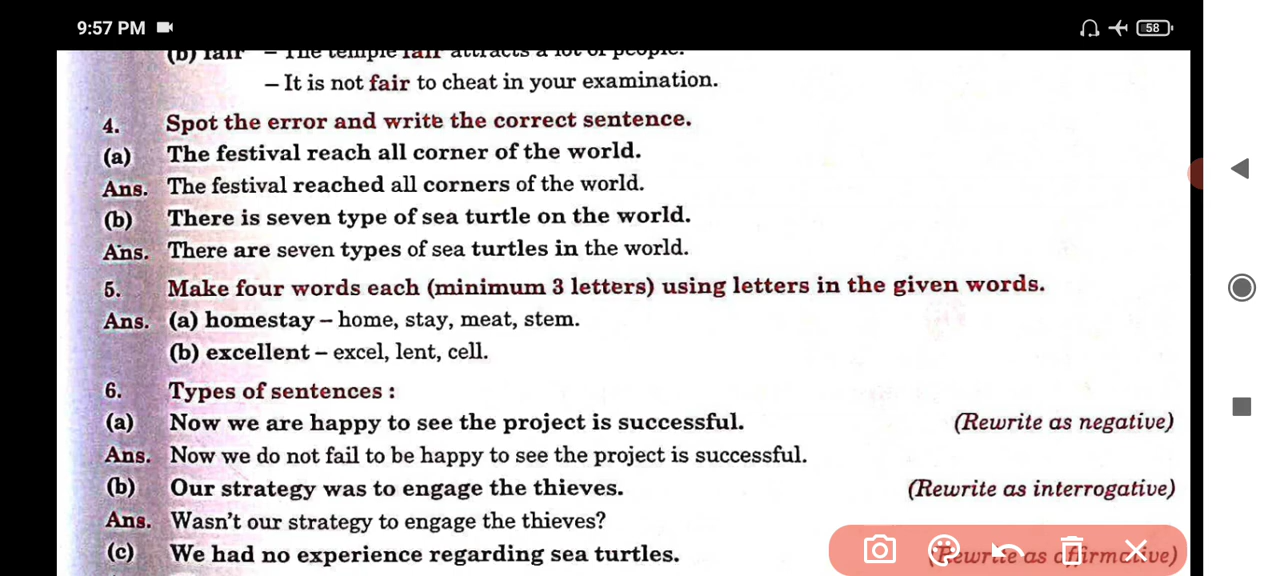 9:57 PM
58
(b) fair – The temple fair attracts a lot of people.
– It is not fair to cheat in your examination.
4. Spot the error and write the correct sentence.
(a) The festival reach all corner of the world.
Ans. The festival reached all corners of the world.
(b) There is seven type of sea turtle on the world.
Ans. There are seven types of sea turtles in the world.
5. Make four words each (minimum 3 letters) using letters in the given words.
Ans. (a) homestay – home, stay, meat, stem.
(b) excellent – excel, lent, cell.
6. Types of sentences :
(a) Now we are happy to see the project is successful. (Rewrite as negative)
Ans. Now we do not fail to be happy to see the project is successful.
(b) Our strategy was to engage the thieves. (Rewrite as interrogative)
Ans. Wasn't our strategy to engage the thieves?
(c) We had no experience regarding sea turtles. (Rewrite as affirmative)